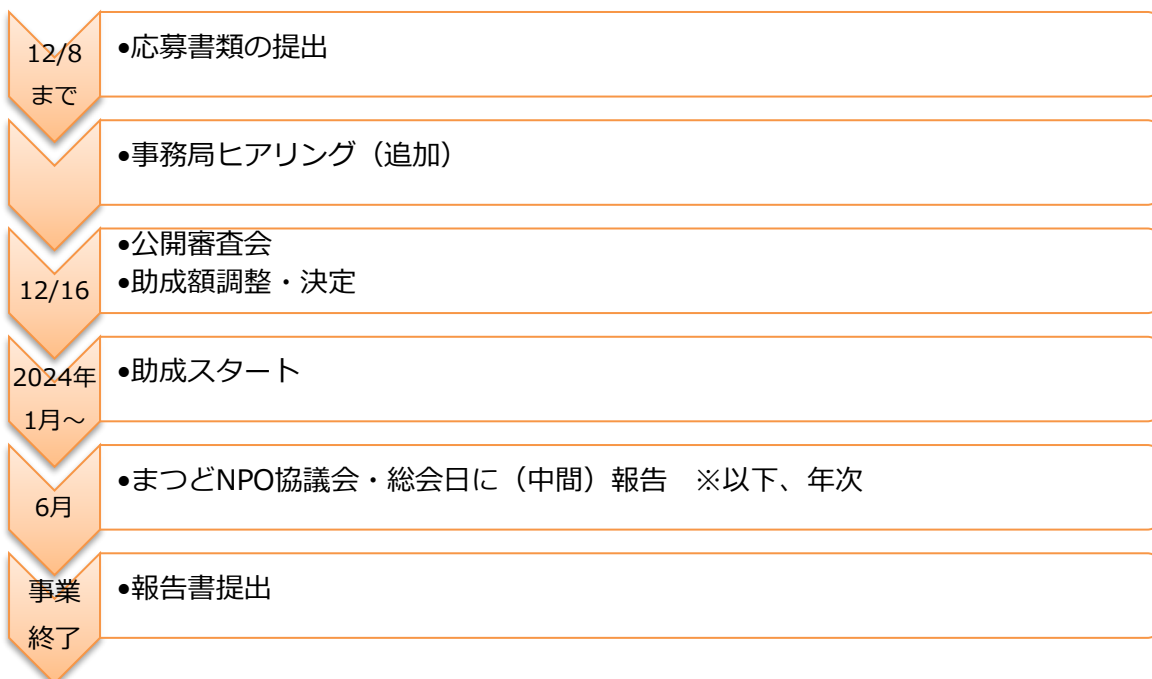 12/8
まで
•応募書類の提出
•事務局ヒアリング（追加）
12/16
•公開審査会
•助成額調整・決定
2024年
1月～
•助成スタート
6月
•まつどNPO協議会・総会日に（中間）報告　※以下、年次
事業
終了
•報告書提出